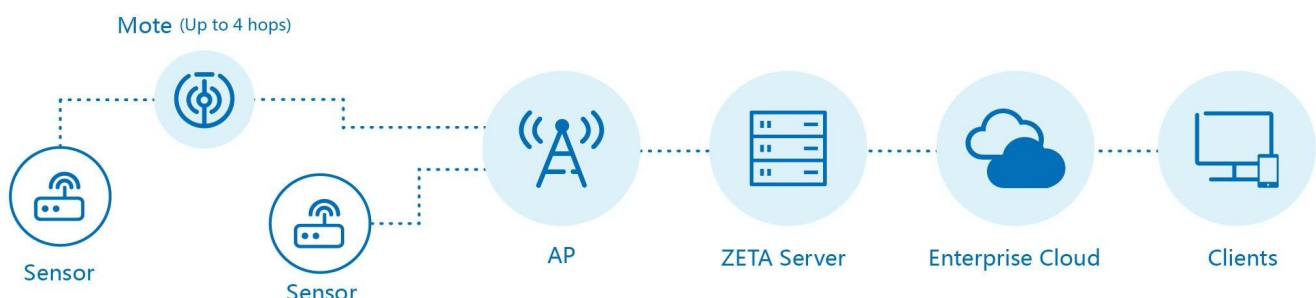 Mote (Up to 4 hops)
Sensor
Sensor
AP
ZETA Server
Enterprise Cloud
Clients